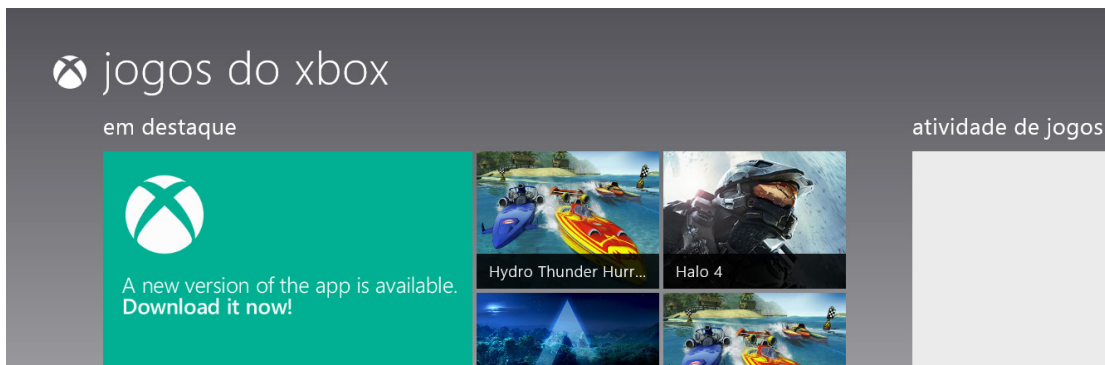 jogos do xbox
em destaque
atividade de jogos
A new version of the app is available.
Download it now!
Hydro Thunder Hurr...
Halo 4